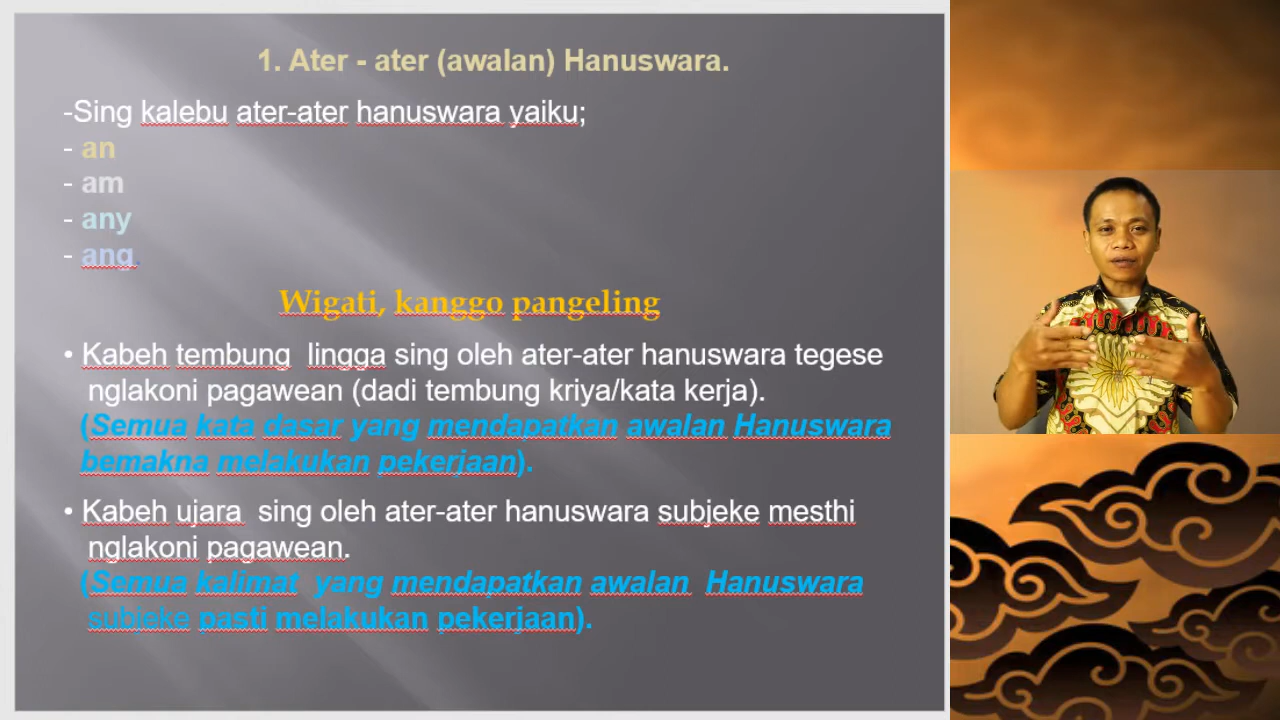 1. Ater - ater (awalan) Hanuswara.
-Sing kalebu ater-ater hanuswara yaiku;
- an
- am
- any
- ang.
Wigati, kanggo pangeling
• Kabeh tembung lingga sing oleh ater-ater hanuswara tegese
nglakoni pagawean (dadi tembung kriya/kata kerja).
(Semua kata dasar yang mendapatkan awalan Hanuswara
bemakna melakukan pekerjaan).
• Kabeh ujara sing oleh ater-ater hanuswara subjeke mesthi
nglakoni pagawean.
(Semua kalimat yang mendapatkan awalan Hanuswara
subjeke pasti melakukan pekerjaan).